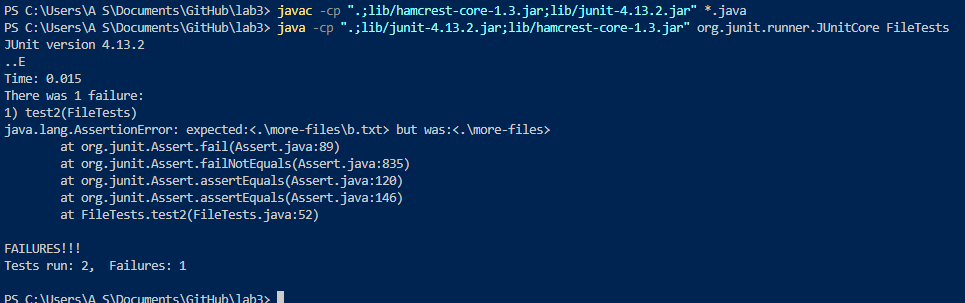 PS C:\Users\A S\Documents\GitHub\lab3> javac -cp ".;lib/hamcrest-core-1.3.jar;lib/junit-4.13.2.jar" *.java
PS C:\Users\A S\Documents\GitHub\lab3> java -cp ".;lib/junit-4.13.2.jar;lib/hamcrest-core-1.3.jar" org.junit.runner.JUnitCore FileTests
JUnit version 4.13.2
..E
Time: 0.015
There was 1 failure:
1) test2(FileTests)
java.lang.AssertionError: expected:<.\more-files\b.txt> but was:<.\more-files>
        at org.junit.Assert.fail(Assert.java:89)
        at org.junit.Assert.failNotEquals(Assert.java:835)
        at org.junit.Assert.assertEquals(Assert.java:120)
        at org.junit.Assert.assertEquals(Assert.java:146)
        at FileTests.test2(FileTests.java:52)

FAILURES!!!
Tests run: 2,  Failures: 1

PS C:\Users\A S\Documents\GitHub\lab3>